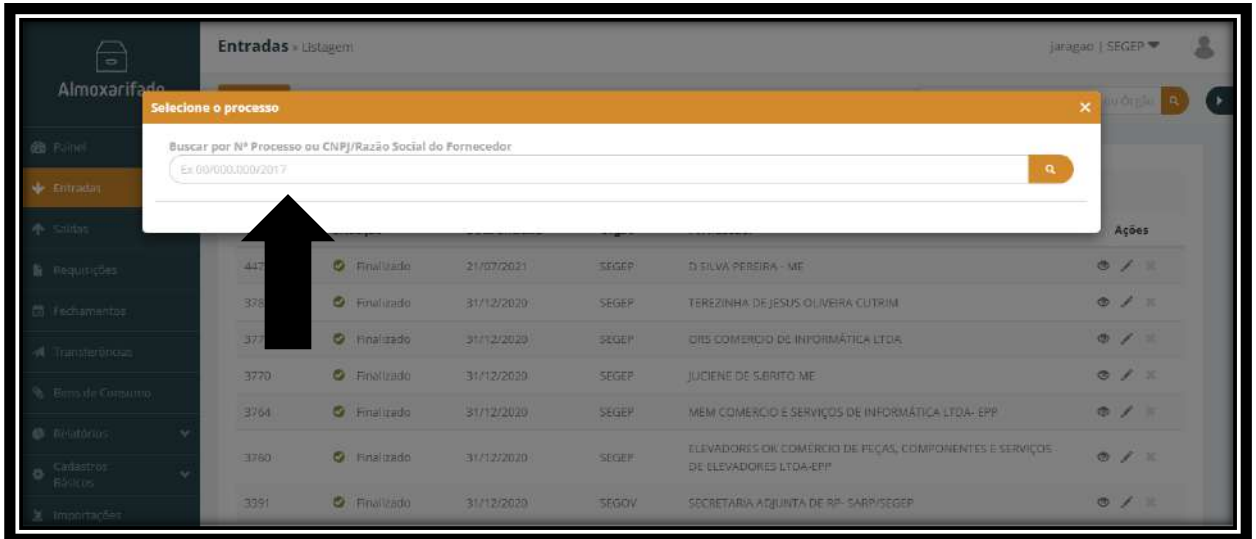 Entradas » Listagem
jaragao | SEGEP
Almoxarifado
Selecione o processo
×
Buscar por Nº Processo ou CNPJ/Razão Social do Fornecedor
Ex 00/000.000/2017
Painel
Entradas
Saídas
Requisições
Fechamentos
Transferências
Bens de Consumo
Relatórios
Cadastros
Básicos
Importações
Ações
Finalizado 21/07/2021 SEGEP D SILVA PEREIRA - ME
Finalizado 31/12/2020 SEGEP TEREZINHA DE JESUS OLIVEIRA CUTRIM
Finalizado 31/12/2020 SEGEP DRS COMERCIO DE INFORMÁTICA LTDA
3770 Finalizado 31/12/2020 SEGEP JUCIENE DE S.BRITO ME
3764 Finalizado 31/12/2020 SEGEP MEM COMERCIO E SERVIÇOS DE INFORMÁTICA LTDA- EPP
3760 Finalizado 31/12/2020 SEGEP ELEVADORES OK COMÉRCIO DE PEÇAS, COMPONENTES E SERVIÇOS
DE ELEVADORES LTDA-EPP
3391 Finalizado 31/12/2020 SEGOV SECRETARIA ADJUNTA DE RP- SARP/SEGEP